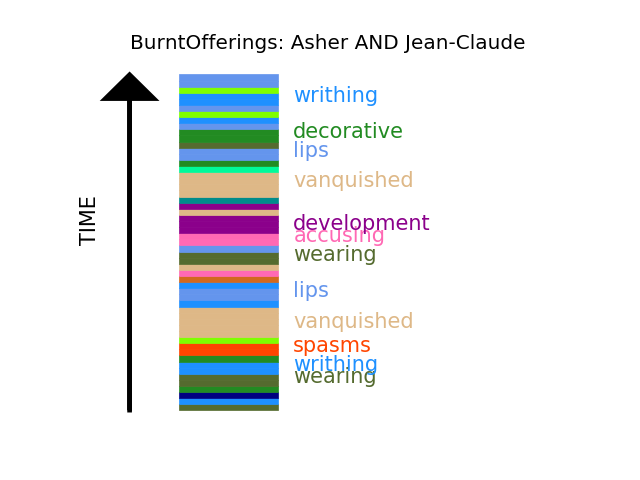 BurntOfferings: Asher AND Jean-Claude
writhing
decorative
lips
vanquished
TIME
development
accusing
wearing
lips
vanquished
spasms
writhing
wearing